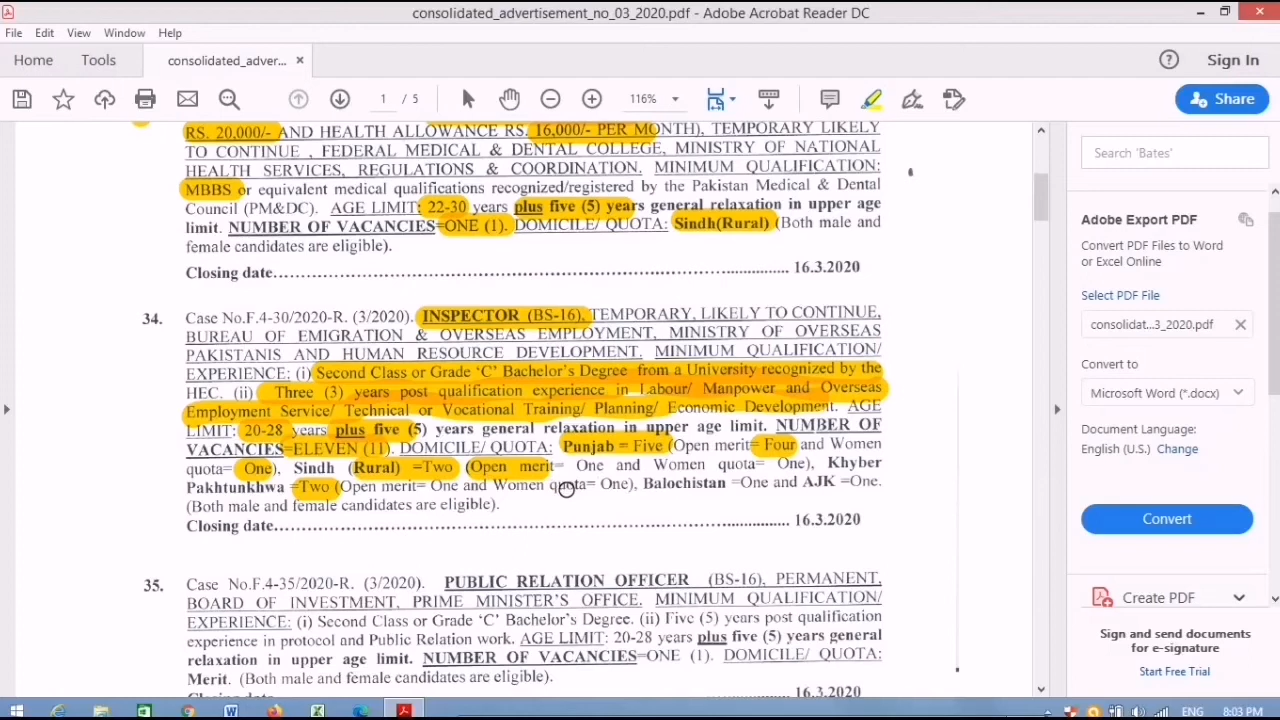 consolidated_advertisement_no_03_2020.pdf - Adobe Acrobat Reader DC
File Edit View Window Help
Home Tools consolidated_adver... × Sign In
1 / 5 116% Share
RS. 20,000/- AND HEALTH ALLOWANCE RS. 16,000/- PER MONTH), TEMPORARY LIKELY
TO CONTINUE , FEDERAL MEDICAL & DENTAL COLLEGE, MINISTRY OF NATIONAL
HEALTH SERVICES, REGULATIONS & COORDINATION. MINIMUM QUALIFICATION:
MBBS or equivalent medical qualifications recognized/registered by the Pakistan Medical & Dental
Council (PM&DC). AGE LIMIT: 22-30 years plus five (5) years general relaxation in upper age
limit. NUMBER OF VACANCIES=ONE (1). DOMICILE/ QUOTA: Sindh(Rural) (Both male and
female candidates are eligible).
Closing date………………………………………………………............. 16.3.2020
34. Case No.F.4-30/2020-R. (3/2020). INSPECTOR (BS-16), TEMPORARY, LIKELY TO CONTINUE,
BUREAU OF EMIGRATION & OVERSEAS EMPLOYMENT, MINISTRY OF OVERSEAS
PAKISTANIS AND HUMAN RESOURCE DEVELOPMENT. MINIMUM QUALIFICATION/
EXPERIENCE: (i) Second Class or Grade ‘C’ Bachelor’s Degree from a University recognized by the
HEC. (ii) Three (3) years post qualification experience in Labour/ Manpower and Overseas
Employment Service/ Technical or Vocational Training/ Planning/ Economic Development. AGE
LIMIT: 20-28 years plus five (5) years general relaxation in upper age limit. NUMBER OF
VACANCIES=ELEVEN (11). DOMICILE/ QUOTA: Punjab = Five (Open merit= Four and Women
quota= One), Sindh (Rural) =Two (Open merit= One and Women quota= One), Khyber
Pakhtunkhwa =Two (Open merit= One and Women quota= One), Balochistan =One and AJK =One.
(Both male and female candidates are eligible).
Closing date………………………………………………………............. 16.3.2020
35. Case No.F.4-35/2020-R. (3/2020). PUBLIC RELATION OFFICER (BS-16), PERMANENT,
BOARD OF INVESTMENT, PRIME MINISTER’S OFFICE. MINIMUM QUALIFICATION/
EXPERIENCE: (i) Second Class or Grade ‘C’ Bachelor’s Degree. (ii) Five (5) years post qualification
experience in protocol and Public Relation work. AGE LIMIT: 20-28 years plus five (5) years general
relaxation in upper age limit. NUMBER OF VACANCIES=ONE (1). DOMICILE/ QUOTA:
Merit. (Both male and female candidates are eligible).
Closing date 16.3.2020
Search 'Bates'
Adobe Export PDF
Convert PDF Files to Word
or Excel Online
Select PDF File
consolidat...3_2020.pdf
Convert to
Microsoft Word (*.docx)
Document Language:
English (U.S.) Change
Convert
Create PDF
Sign and send documents
for e-signature
Start Free Trial
ENG 8:03 PM